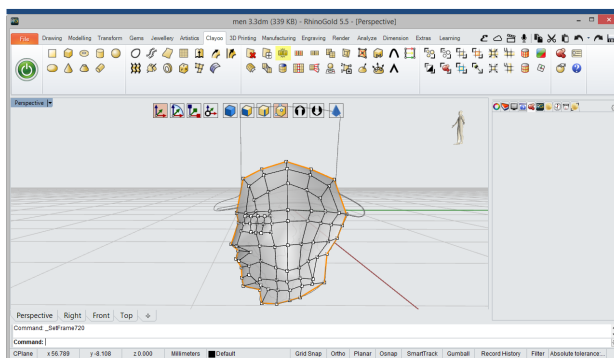 men 3.3dm (339 KB) - RhinoGold 5.5 - [Perspective]
File Drawing Modelling Transform Gems Jewellery Artistics Clayoo 3D Printing Manufacturing Engraving Render Analyze Dimension Extras Learning
Perspective
Perspective Right Front Top
Command: _SetFrame720
Command:
CPlane x 56.789 y -8.108 z 0.000 Millimeters Default Grid Snap Ortho Planar Osnap SmartTrack Gumball Record History Filter Absolute tolerance...